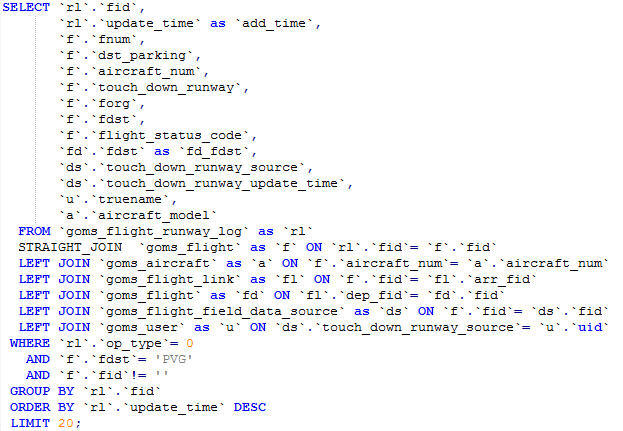 SELECT `rl`.`fid`,
`rl`.`update_time` as `add_time`,
`f`.`fnum`,
`f`.`dst_parking`,
`f`.`aircraft_num`,
`f`.`touch_down_runway`,
`f`.`forg`,
`f`.`fdst`,
`f`.`flight_status_code`,
`fd`.`fdst` as `fd_fdst`,
`ds`.`touch_down_runway_source`,
`ds`.`touch_down_runway_update_time`,
`u`.`truename`,
`a`.`aircraft_model`
FROM `goms_flight_runway_log` as `rl`
STRAIGHT_JOIN  `goms_flight` as `f` ON `rl`.`fid`= `f`.`fid`
LEFT JOIN `goms_aircraft` as `a` ON `f`.`aircraft_num`= `a`.`aircraft_num`
LEFT JOIN `goms_flight_link` as `fl` ON `f`.`fid`= `fl`.`arr_fid`
LEFT JOIN `goms_flight` as `fd` ON `fl`.`dep_fid`= `fd`.`fid`
LEFT JOIN `goms_flight_field_data_source` as `ds` ON `f`.`fid`= `ds`.`fid`
LEFT JOIN `goms_user` as `u` ON `ds`.`touch_down_runway_source`= `u`.`uid`
WHERE `rl`.`op_type`= 0
AND `f`.`fdst`= 'PVG'
AND `f`.`fid`!= ''
GROUP BY `rl`.`fid`
ORDER BY `rl`.`update_time` DESC
LIMIT 20;